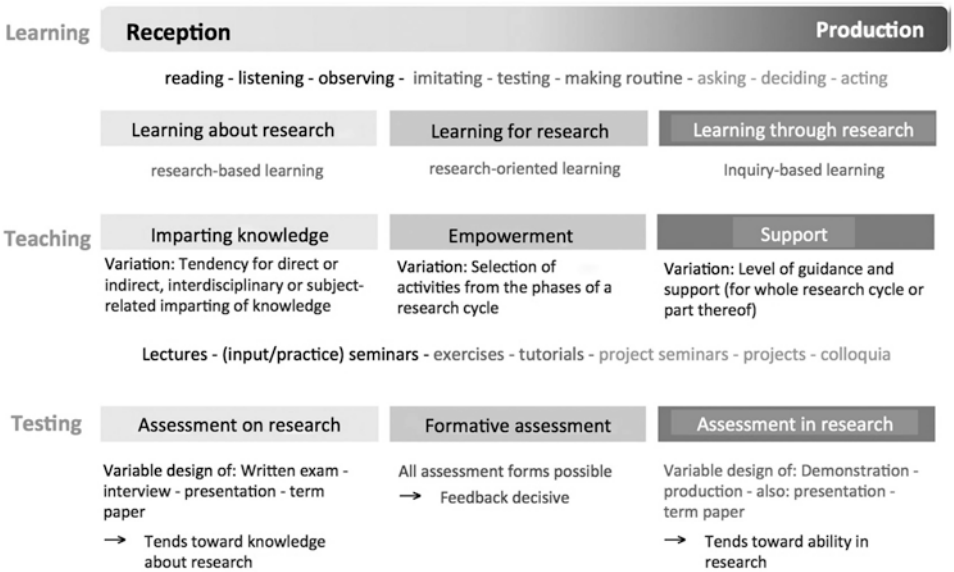 Learning
Reception
Production
reading - listening - observing - imitating - testing - making routine - asking - deciding - acting
Learning about research
Learning for research
Learning through research
research-based learning
research-oriented learning
Inquiry-based learning
Teaching
Imparting knowledge
Empowerment
Support
Variation: Tendency for direct or
indirect, interdisciplinary or subject-
related imparting of knowledge
Variation: Selection of
activities from the phases of a
research cycle
Variation: Level of guidance and
support (for whole research cycle or
part thereof)
Lectures - (input/practice) seminars - exercises - tutorials - project seminars - projects - colloquia
Testing
Assessment on research
Formative assessment
Assessment in research
Variable design of: Written exam -
interview - presentation - term
paper
→ Tends toward knowledge
about research
All assessment forms possible
→ Feedback decisive
Variable design of: Demonstration -
production - also: presentation -
term paper
→ Tends toward ability in
research